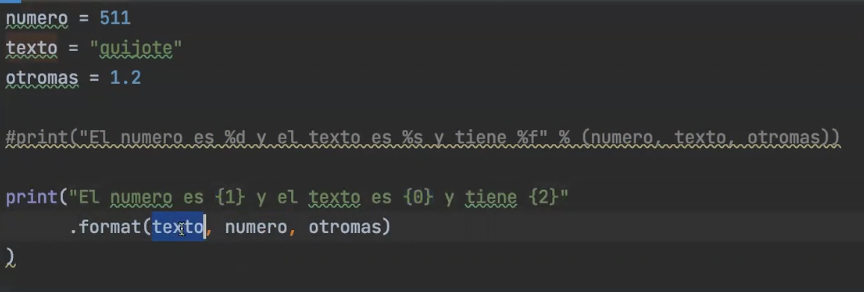 numero = 511
texto = "quijote"
otromas = 1.2
#print("El numero es %d y el texto es %s y tiene %f" % (numero, texto, otromas))
print("El numero es {1} y el texto es {0} y tiene {2}"
.format(texto, numero, otromas)
)